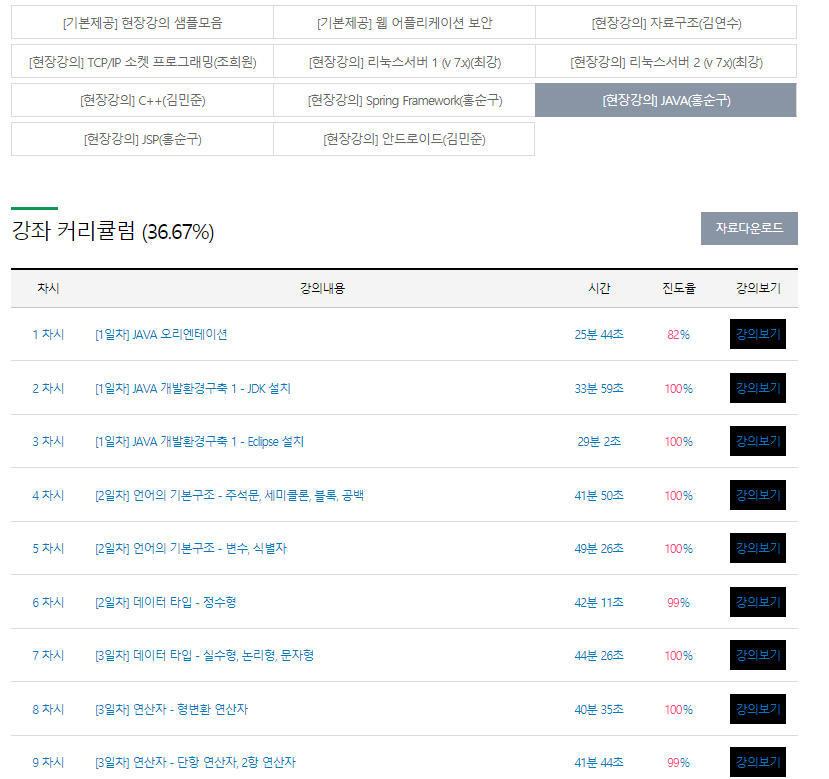 [기본제공] 현장강의 샘플모음 [기본제공] 웹 어플리케이션 보안 [현장강의] 자료구조(김연수)
[현장강의] TCP/IP 소켓 프로그래밍(조희원) [현장강의] 리눅스서버 1 (v 7.x)(최강) [현장강의] 리눅스서버 2 (v 7.x)(최강)
[현장강의] C++(김민준) [현장강의] Spring Framework(홍순구) [현장강의] JAVA(홍순구)
[현장강의] JSP(홍순구) [현장강의] 안드로이드(김민준)
강좌 커리큘럼 (36.67%) 자료다운로드
차시 강의내용 시간 진도율 강의보기
1 차시 [1일차] JAVA 오리엔테이션 25분 44초 82% 강의보기
2 차시 [1일차] JAVA 개발환경구축 1 - JDK 설치 33분 59초 100% 강의보기
3 차시 [1일차] JAVA 개발환경구축 1 - Eclipse 설치 29분 2초 100% 강의보기
4 차시 [2일차] 언어의 기본구조 - 주석문, 세미콜론, 블록, 공백 41분 50초 100% 강의보기
5 차시 [2일차] 언어의 기본구조 - 변수, 식별자 49분 26초 100% 강의보기
6 차시 [2일차] 데이터 타입 - 정수형 42분 11초 99% 강의보기
7 차시 [3일차] 데이터 타입 - 실수형, 논리형, 문자형 44분 26초 100% 강의보기
8 차시 [3일차] 연산자 - 형변환 연산자 40분 35초 100% 강의보기
9 차시 [3일차] 연산자 - 단항 연산자, 2항 연산자 41분 44초 99% 강의보기